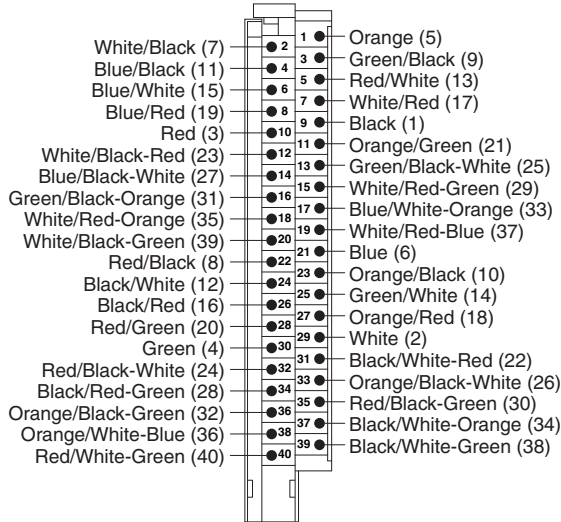 1 Orange (5)
White/Black (7) 2
3 Green/Black (9)
Blue/Black (11) 4
5 Red/White (13)
Blue/White (15) 6
7 White/Red (17)
Blue/Red (19) 8
9 Black (1)
Red (3) 10
11 Orange/Green (21)
White/Black-Red (23) 12
13 Green/Black-White (25)
Blue/Black-White (27) 14
15 White/Red-Green (29)
Green/Black-Orange (31) 16
17 Blue/White-Orange (33)
White/Red-Orange (35) 18
19 White/Red-Blue (37)
White/Black-Green (39) 20
21 Blue (6)
Red/Black (8) 22
23 Orange/Black (10)
Black/White (12) 24
25 Green/White (14)
Black/Red (16) 26
27 Orange/Red (18)
Red/Green (20) 28
29 White (2)
Green (4) 30
31 Black/White-Red (22)
Red/Black-White (24) 32
33 Orange/Black-White (26)
Black/Red-Green (28) 34
35 Red/Black-Green (30)
Orange/Black-Green (32) 36
37 Black/White-Orange (34)
Orange/White-Blue (36) 38
39 Black/White-Green (38)
Red/White-Green (40) 40